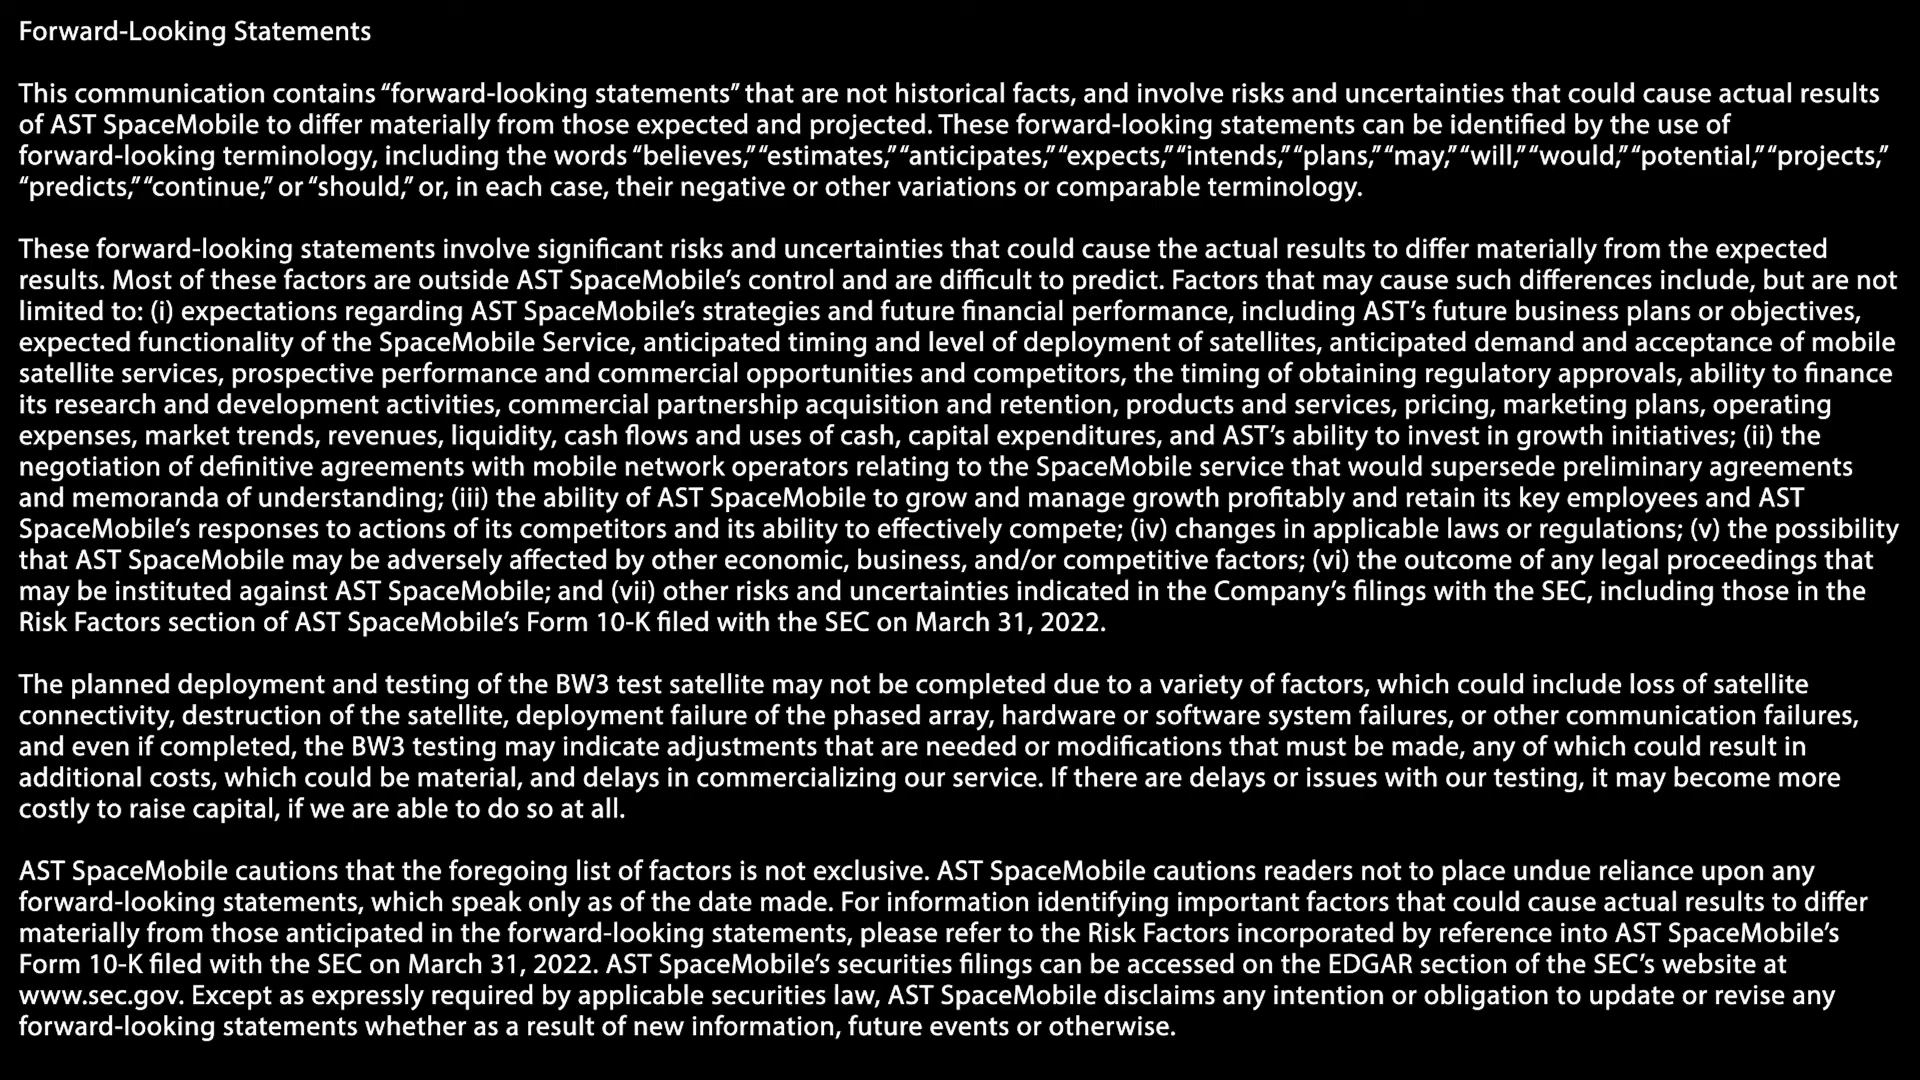 Forward-Looking Statements
This communication contains “forward-looking statements” that are not historical facts, and involve risks and uncertainties that could cause actual results
of AST SpaceMobile to differ materially from those expected and projected. These forward-looking statements can be identified by the use of
forward-looking terminology, including the words “believes,” “estimates,” “anticipates,” “expects,” “intends,” “plans,” “may,” “will,” “would,” “potential,” “projects,”
“predicts,” “continue,” or “should,” or, in each case, their negative or other variations or comparable terminology.
These forward-looking statements involve significant risks and uncertainties that could cause the actual results to differ materially from the expected
results. Most of these factors are outside AST SpaceMobile’s control and are difficult to predict. Factors that may cause such differences include, but are not
limited to: (i) expectations regarding AST SpaceMobile’s strategies and future financial performance, including AST’s future business plans or objectives,
expected functionality of the SpaceMobile Service, anticipated timing and level of deployment of satellites, anticipated demand and acceptance of mobile
satellite services, prospective performance and commercial opportunities and competitors, the timing of obtaining regulatory approvals, ability to finance
its research and development activities, commercial partnership acquisition and retention, products and services, pricing, marketing plans, operating
expenses, market trends, revenues, liquidity, cash flows and uses of cash, capital expenditures, and AST’s ability to invest in growth initiatives; (ii) the
negotiation of definitive agreements with mobile network operators relating to the SpaceMobile service that would supersede preliminary agreements
and memoranda of understanding; (iii) the ability of AST SpaceMobile to grow and manage growth profitably and retain its key employees and AST
SpaceMobile’s responses to actions of its competitors and its ability to effectively compete; (iv) changes in applicable laws or regulations; (v) the possibility
that AST SpaceMobile may be adversely affected by other economic, business, and/or competitive factors; (vi) the outcome of any legal proceedings that
may be instituted against AST SpaceMobile; and (vii) other risks and uncertainties indicated in the Company’s filings with the SEC, including those in the
Risk Factors section of AST SpaceMobile’s Form 10-K filed with the SEC on March 31, 2022.
The planned deployment and testing of the BW3 test satellite may not be completed due to a variety of factors, which could include loss of satellite
connectivity, destruction of the satellite, deployment failure of the phased array, hardware or software system failures, or other communication failures,
and even if completed, the BW3 testing may indicate adjustments that are needed or modifications that must be made, any of which could result in
additional costs, which could be material, and delays in commercializing our service. If there are delays or issues with our testing, it may become more
costly to raise capital, if we are able to do so at all.
AST SpaceMobile cautions that the foregoing list of factors is not exclusive. AST SpaceMobile cautions readers not to place undue reliance upon any
forward-looking statements, which speak only as of the date made. For information identifying important factors that could cause actual results to differ
materially from those anticipated in the forward-looking statements, please refer to the Risk Factors incorporated by reference into AST SpaceMobile’s
Form 10-K filed with the SEC on March 31, 2022. AST SpaceMobile’s securities filings can be accessed on the EDGAR section of the SEC’s website at
www.sec.gov. Except as expressly required by applicable securities law, AST SpaceMobile disclaims any intention or obligation to update or revise any
forward-looking statements whether as a result of new information, future events or otherwise.